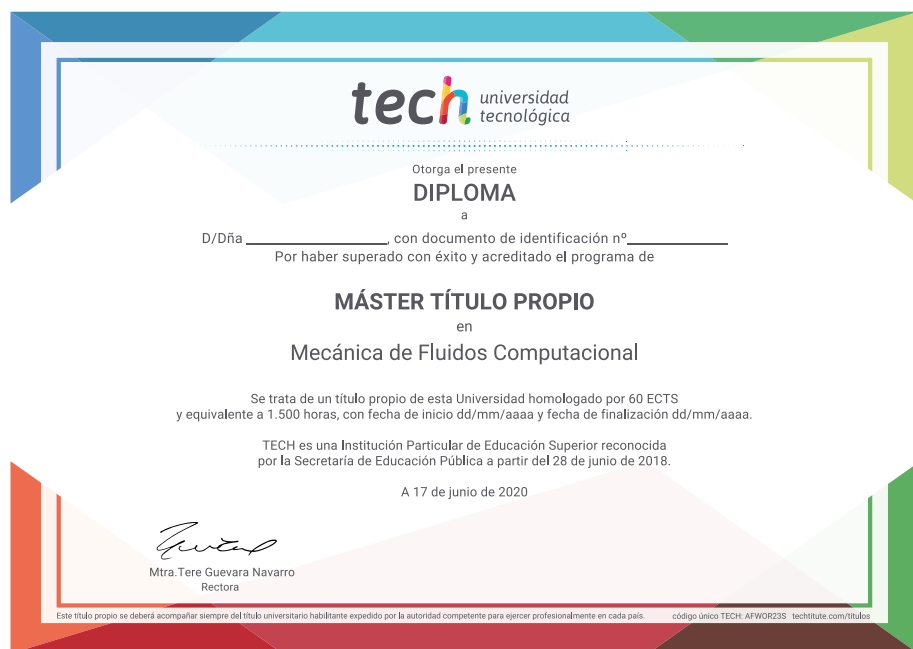 tech universidad
tecnológica
Otorga el presente
DIPLOMA
a
D/Dña ____________________, con documento de identificación nº______________
Por haber superado con éxito y acreditado el programa de
MÁSTER TÍTULO PROPIO
en
Mecánica de Fluidos Computacional
Se trata de un título propio de esta Universidad homologado por 60 ECTS
y equivalente a 1.500 horas, con fecha de inicio dd/mm/aaaa y fecha de finalización dd/mm/aaaa.
TECH es una Institución Particular de Educación Superior reconocida
por la Secretaría de Educación Pública a partir del 28 de junio de 2018.
A 17 de junio de 2020
Mtra.Tere Guevara Navarro
Rectora
Este título propio se deberá acompañar siempre del título universitario habilitante expedido por la autoridad competente para ejercer profesionalmente en cada país. código único TECH: AFWOR23S techtitute.com/titulos